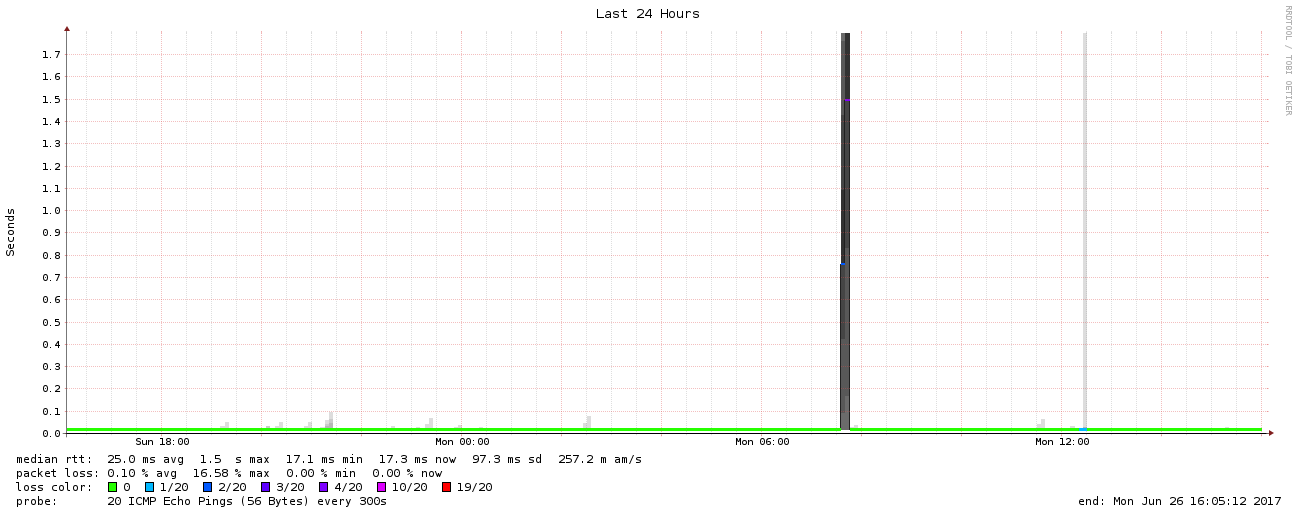 Last 24 Hours
RRDTOOL / TOBI OETIKER
Seconds
1.7
1.6
1.5
1.4
1.3
1.2
1.1
1.0
0.9
0.8
0.7
0.6
0.5
0.4
0.3
0.2
0.1
0.0
Sun 18:00 Mon 00:00 Mon 06:00 Mon 12:00
median rtt: 25.0 ms avg 1.5 s max 17.1 ms min 17.3 ms now 97.3 ms sd 257.2 m am/s
packet loss: 0.10 % avg 16.58 % max 0.00 % min 0.00 % now
loss color: 0 1/20 2/20 3/20 4/20 10/20 19/20
probe: 20 ICMP Echo Pings (56 Bytes) every 300s end: Mon Jun 26 16:05:12 2017